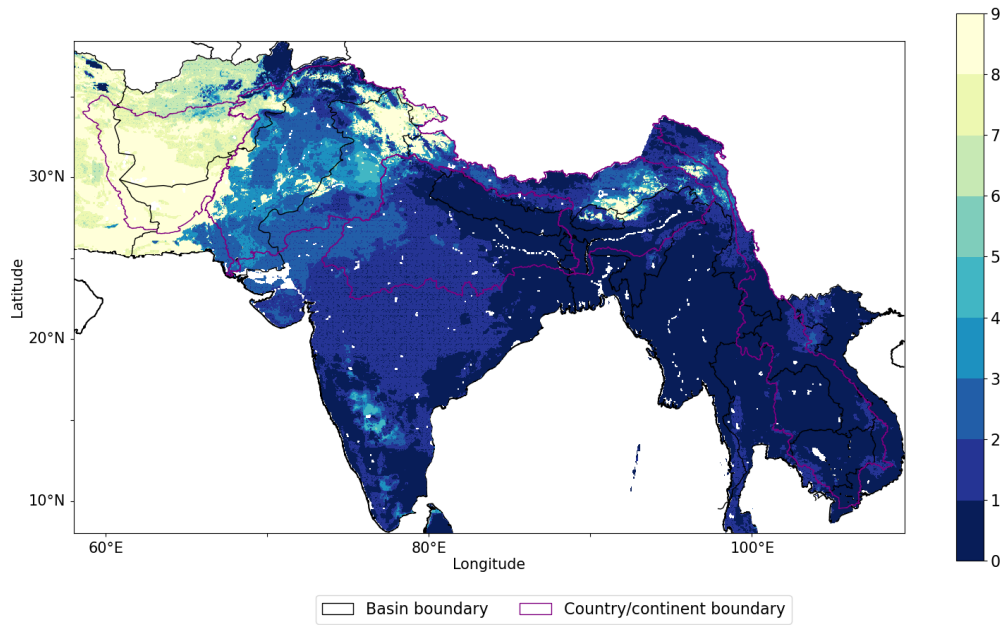 9
8
7
6
5
4
3
2
1
0
30°N
20°N
10°N
Latitude
60°E
80°E
100°E
Longitude
Basin boundary
Country/continent boundary